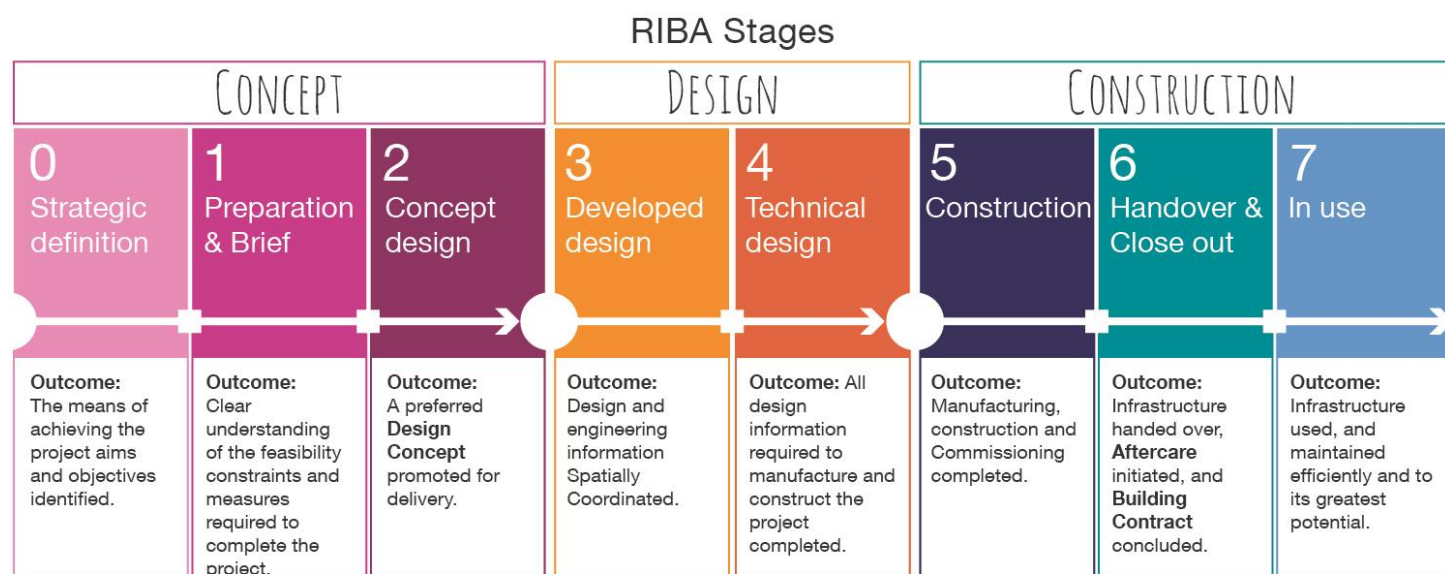 RIBA Stages
CONCEPT
DESIGN
CONSTRUCTION
0
Strategic
definition
1
Preparation
& Brief
2
Concept
design
3
Developed
design
4
Technical
design
5
Construction
6
Handover &
Close out
7
In use
Outcome:
The means of
achieving the
project aims
and objectives
identified.
Outcome:
Clear
understanding
of the feasibility
constraints and
measures
required to
complete the
project.
Outcome:
A preferred
Design
Concept
promoted for
delivery.
Outcome:
Design and
engineering
information
Spatially
Coordinated.
Outcome: All
design
information
required to
manufacture and
construct the
project
completed.
Outcome:
Manufacturing,
construction and
Commissioning
completed.
Outcome:
Infrastructure
handed over,
Aftercare
initiated, and
Building
Contract
concluded.
Outcome:
Infrastructure
used, and
maintained
efficiently and to
its greatest
potential.